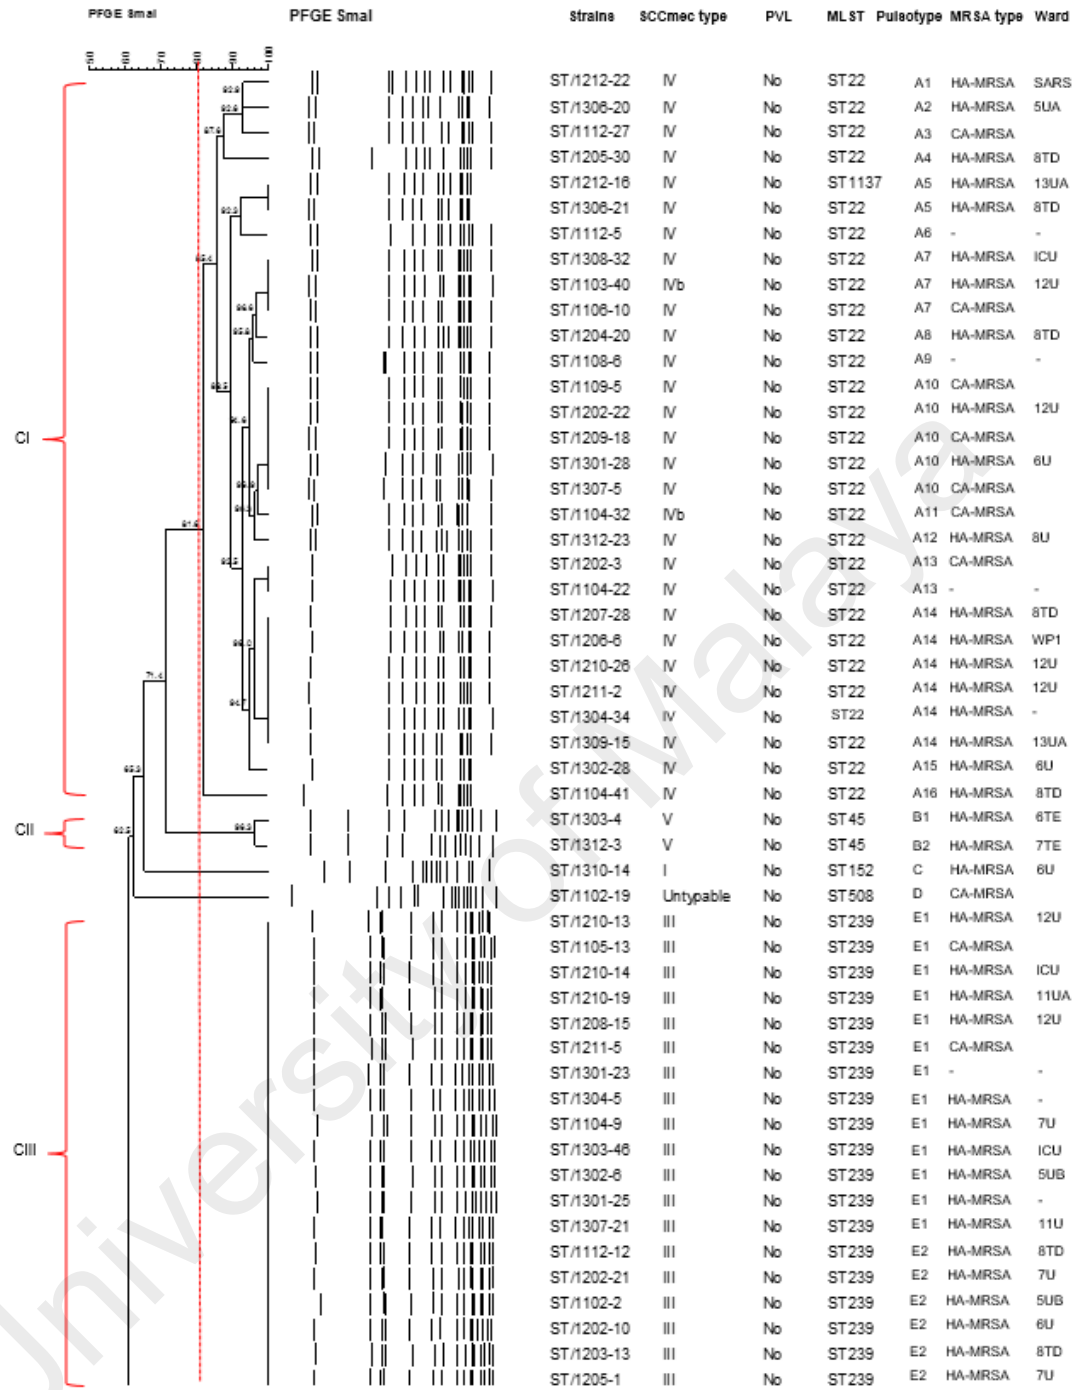 PFGE SmaI PFGE SmaI Strains SCCmec type PVL MLST Pulsotype MRSA type Ward
50 60 70 80 90 100
ST/1212-22 IV No ST22 A1 HA-MRSA SARS
ST/1306-20 IV No ST22 A2 HA-MRSA 5UA
ST/1112-27 IV No ST22 A3 CA-MRSA
ST/1205-30 IV No ST22 A4 HA-MRSA 8TD
ST/1212-16 IV No ST1137 A5 HA-MRSA 13UA
ST/1306-21 IV No ST22 A5 HA-MRSA 8TD
ST/1112-5 IV No ST22 A6 - -
ST/1308-32 IV No ST22 A7 HA-MRSA ICU
ST/1103-40 IVb No ST22 A7 HA-MRSA 12U
ST/1106-10 IV No ST22 A7 CA-MRSA
ST/1204-20 IV No ST22 A8 HA-MRSA 8TD
ST/1108-6 IV No ST22 A9 - -
ST/1109-5 IV No ST22 A10 CA-MRSA
ST/1202-22 IV No ST22 A10 HA-MRSA 12U
CI ST/1209-18 IV No ST22 A10 CA-MRSA
ST/1301-28 IV No ST22 A10 HA-MRSA 6U
ST/1307-5 IV No ST22 A10 CA-MRSA
ST/1104-32 IVb No ST22 A11 CA-MRSA
ST/1312-23 IV No ST22 A12 HA-MRSA 8U
ST/1202-3 IV No ST22 A13 CA-MRSA
ST/1104-22 IV No ST22 A13 - -
ST/1207-28 IV No ST22 A14 HA-MRSA 8TD
ST/1206-6 IV No ST22 A14 HA-MRSA WP1
ST/1210-26 IV No ST22 A14 HA-MRSA 12U
ST/1211-2 IV No ST22 A14 HA-MRSA 12U
71.4 ST/1304-34 IV No ST22 A14 HA-MRSA -
ST/1309-15 IV No ST22 A14 HA-MRSA 13UA
ST/1302-28 IV No ST22 A15 HA-MRSA 6U
ST/1104-41 IV No ST22 A16 HA-MRSA 8TD
CII ST/1303-4 V No ST45 B1 HA-MRSA 6TE
ST/1312-3 V No ST45 B2 HA-MRSA 7TE
ST/1310-14 I No ST152 C HA-MRSA 6U
ST/1102-19 Untypable No ST508 D CA-MRSA
ST/1210-13 III No ST239 E1 HA-MRSA 12U
ST/1105-13 III No ST239 E1 CA-MRSA
ST/1210-14 III No ST239 E1 HA-MRSA ICU
ST/1210-19 III No ST239 E1 HA-MRSA 11UA
ST/1208-15 III No ST239 E1 HA-MRSA 12U
ST/1211-5 III No ST239 E1 CA-MRSA
ST/1301-23 III No ST239 E1 - -
ST/1304-5 III No ST239 E1 HA-MRSA -
ST/1104-9 III No ST239 E1 HA-MRSA 7U
CIII ST/1303-46 III No ST239 E1 HA-MRSA ICU
ST/1302-6 III No ST239 E1 HA-MRSA 5UB
ST/1301-25 III No ST239 E1 HA-MRSA -
ST/1307-21 III No ST239 E1 HA-MRSA 11U
ST/1112-12 III No ST239 E2 HA-MRSA 8TD
ST/1202-21 III No ST239 E2 HA-MRSA 7U
ST/1102-2 III No ST239 E2 HA-MRSA 5UB
ST/1202-10 III No ST239 E2 HA-MRSA 6U
ST/1203-13 III No ST239 E2 HA-MRSA 8TD
ST/1205-1 III No ST239 E2 HA-MRSA 7U
University of Malaya